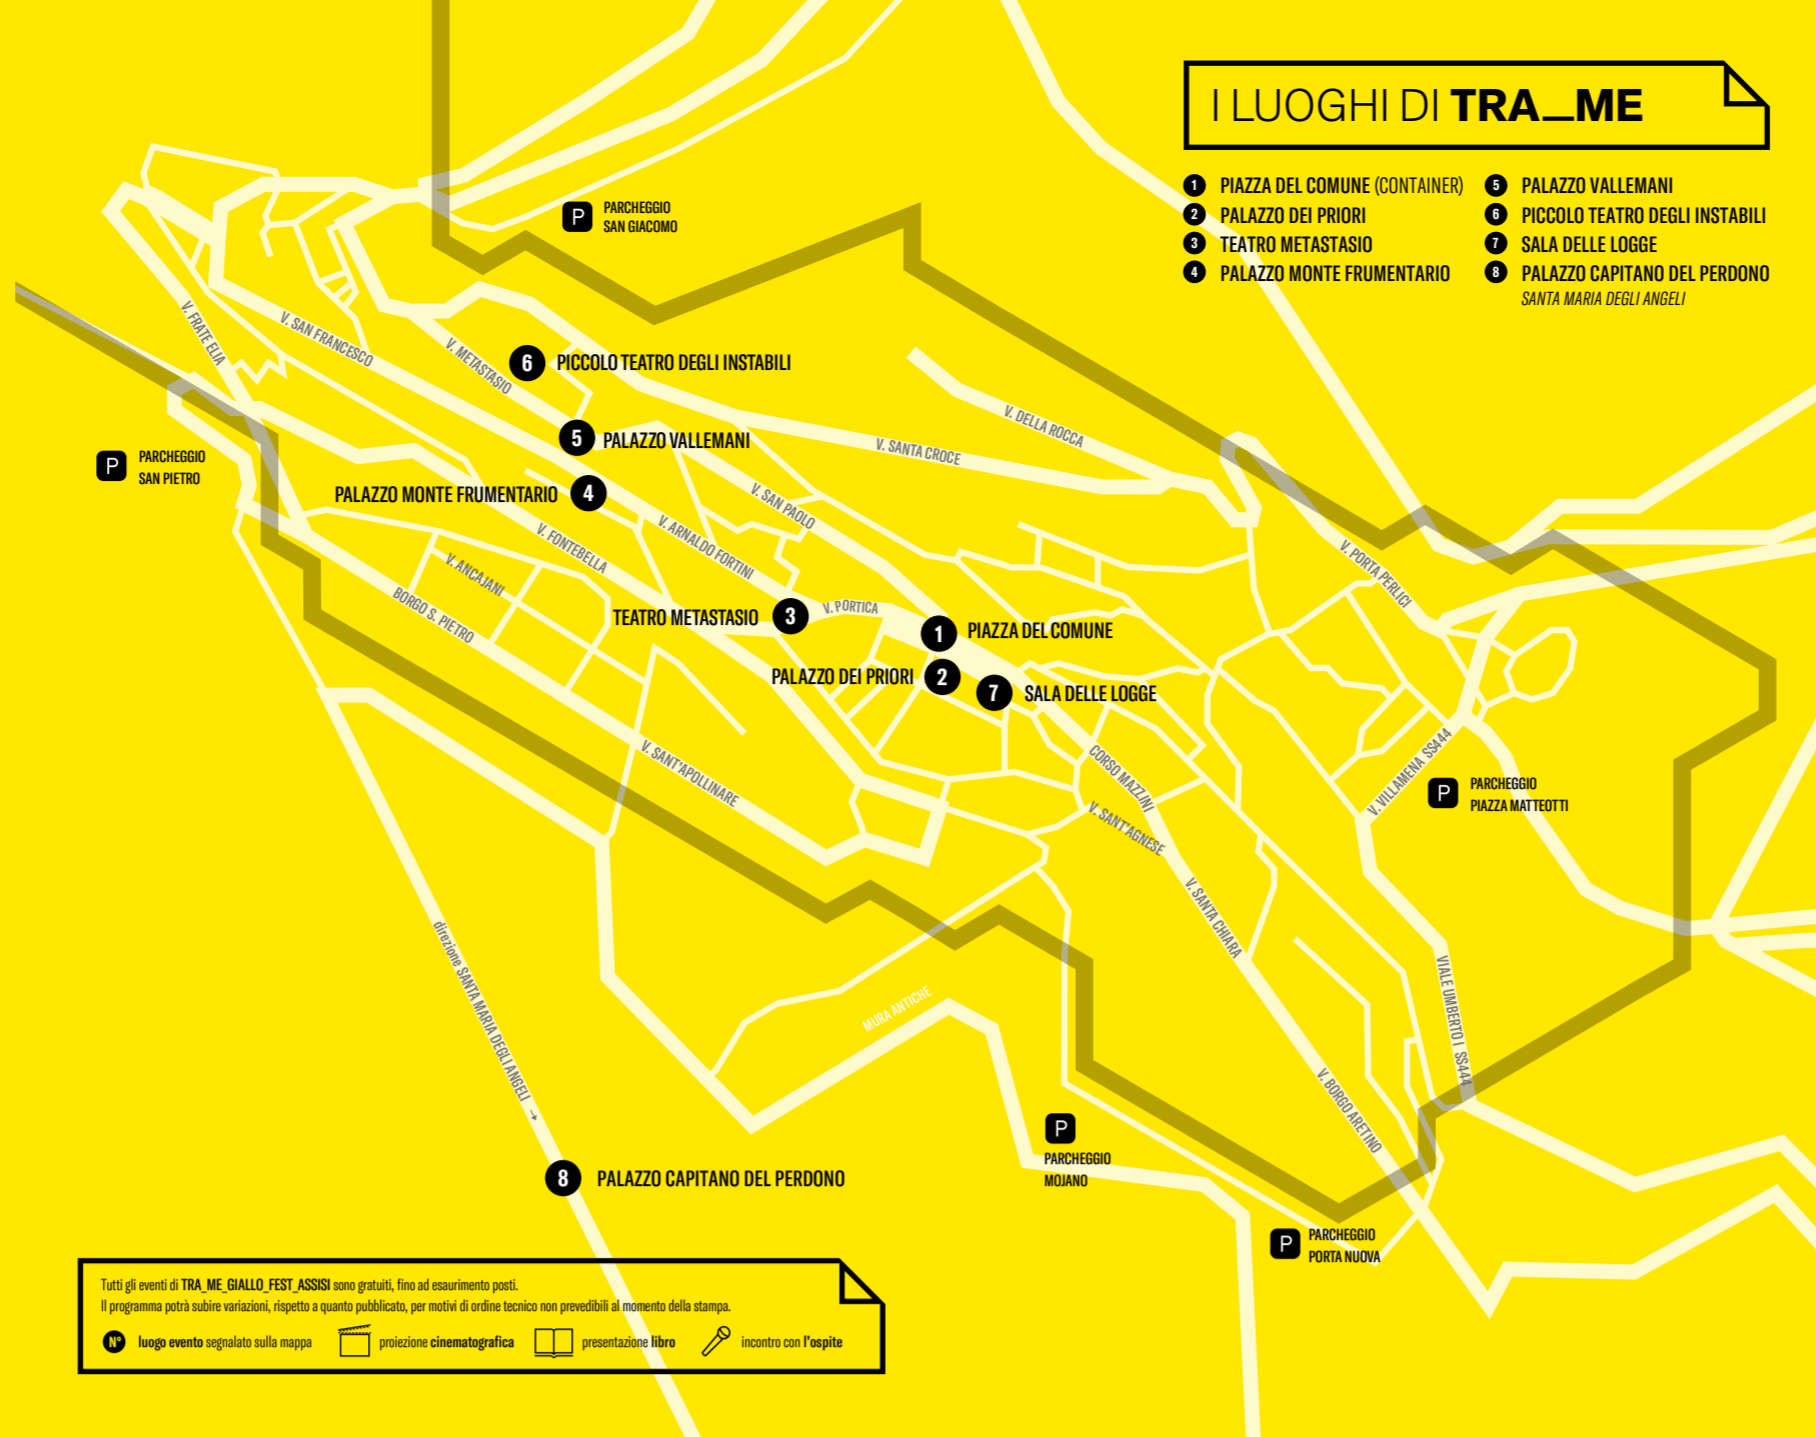 I LUOGHI DI TRA_ME
1 PIAZZA DEL COMUNE (CONTAINER)
2 PALAZZO DEI PRIORI
3 TEATRO METASTASIO
4 PALAZZO MONTE FRUMENTARIO
5 PALAZZO VALLEMANI
6 PICCOLO TEATRO DEGLI INSTABILI
7 SALA DELLE LOGGE
8 PALAZZO CAPITANO DEL PERDONO
SANTA MARIA DEGLI ANGELI
P PARCHEGGIO
SAN GIACOMO
V. FRATE ELIA
V. SAN FRANCESCO
V. METASTASIO
6 PICCOLO TEATRO DEGLI INSTABILI
V. DELLA ROCCA
V. SANTA CROCE
5 PALAZZO VALLEMANI
P PARCHEGGIO
SAN PIETRO
PALAZZO MONTE FRUMENTARIO 4
V. SAN PAOLO
V. ARNALDO FORTINI
V. FONTEBELLA
V. ANCAJANI
BORGO S. PIETRO
V. PORTA PERLICI
TEATRO METASTASIO 3
V. PORTICA
1 PIAZZA DEL COMUNE
PALAZZO DEI PRIORI 2
7 SALA DELLE LOGGE
V. SANT'APOLLINARE
CORSO MAZZINI
V. SANT'AGNESE
V. VILLAMENA SS444
P PARCHEGGIO
PIAZZA MATTEOTTI
V. SANTA CHIARA
VIALE UMBERTO I SS444
direzione SANTA MARIA DEGLI ANGELI →
MURA ANTICHE
V. BORGO ARETINO
P
PARCHEGGIO
MOJANO
8 PALAZZO CAPITANO DEL PERDONO
P PARCHEGGIO
PORTA NUOVA
Tutti gli eventi di TRA_ME_GIALLO_FEST_ASSISI sono gratuiti, fino ad esaurimento posti.
Il programma potrà subire variazioni, rispetto a quanto pubblicato, per motivi di ordine tecnico non prevedibili al momento della stampa.
N° luogo evento segnalato sulla mappa
proiezione cinematografica
presentazione libro
incontro con l'ospite